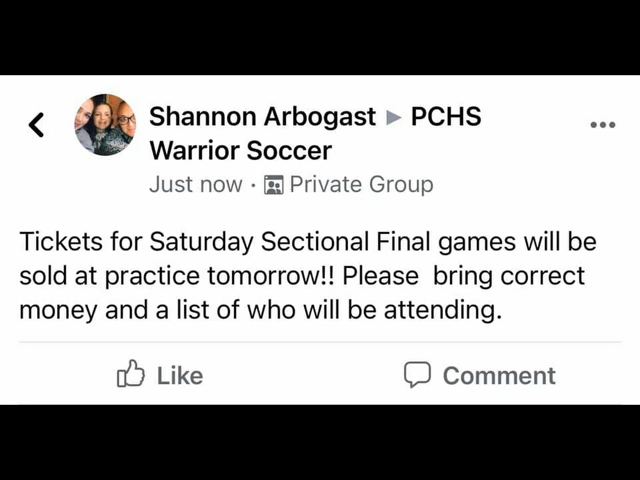 Shannon Arbogast ▸ PCHS
Warrior Soccer
Just now · Private Group
Tickets for Saturday Sectional Final games will be
sold at practice tomorrow!! Please  bring correct
money and a list of who will be attending.
Like
Comment